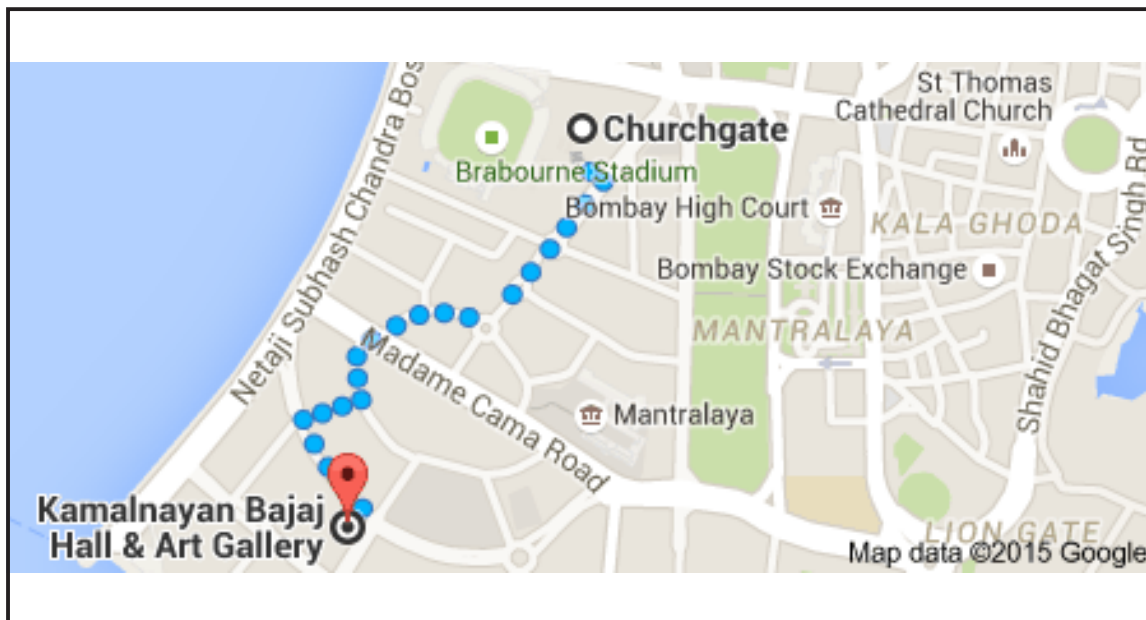 St Thomas
Cathedral Church
Churchgate
Brabourne Stadium
Bombay High Court
KALA GHODA
Bombay Stock Exchange
MANTRALAYA
Netaji Subhash Chandra Bos
Shahid Bhagar Singh Rd
Madame Cama Road
Mantralaya
Kamalnayan Bajaj
Hall & Art Gallery
LION GATE
Map data ©2015 Google